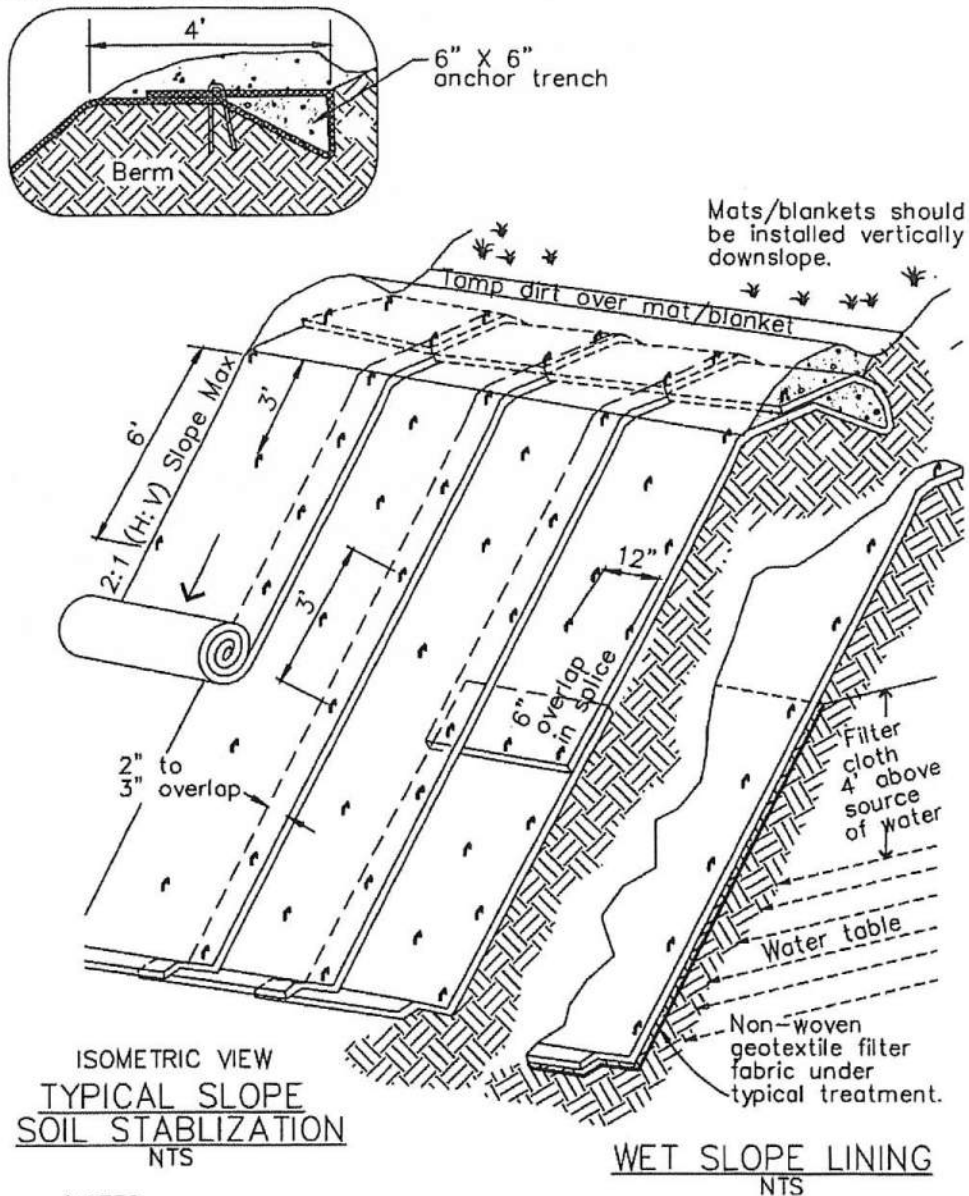 4'
6" X 6"
anchor trench
Berm
Mats/blankets should
be installed vertically
downslope.
Tamp dirt over mat/blanket
6'
3'
2:1 (H: V) Slope Max
12"
3'
6"
overlap
in splice
2" to
3" overlap
Filter
cloth
4' above
source
of water
Water table
Non-woven
geotextile filter
fabric under
typical treatment.
ISOMETRIC VIEW
TYPICAL SLOPE
SOIL STABLIZATION
NTS
WET SLOPE LINING
NTS